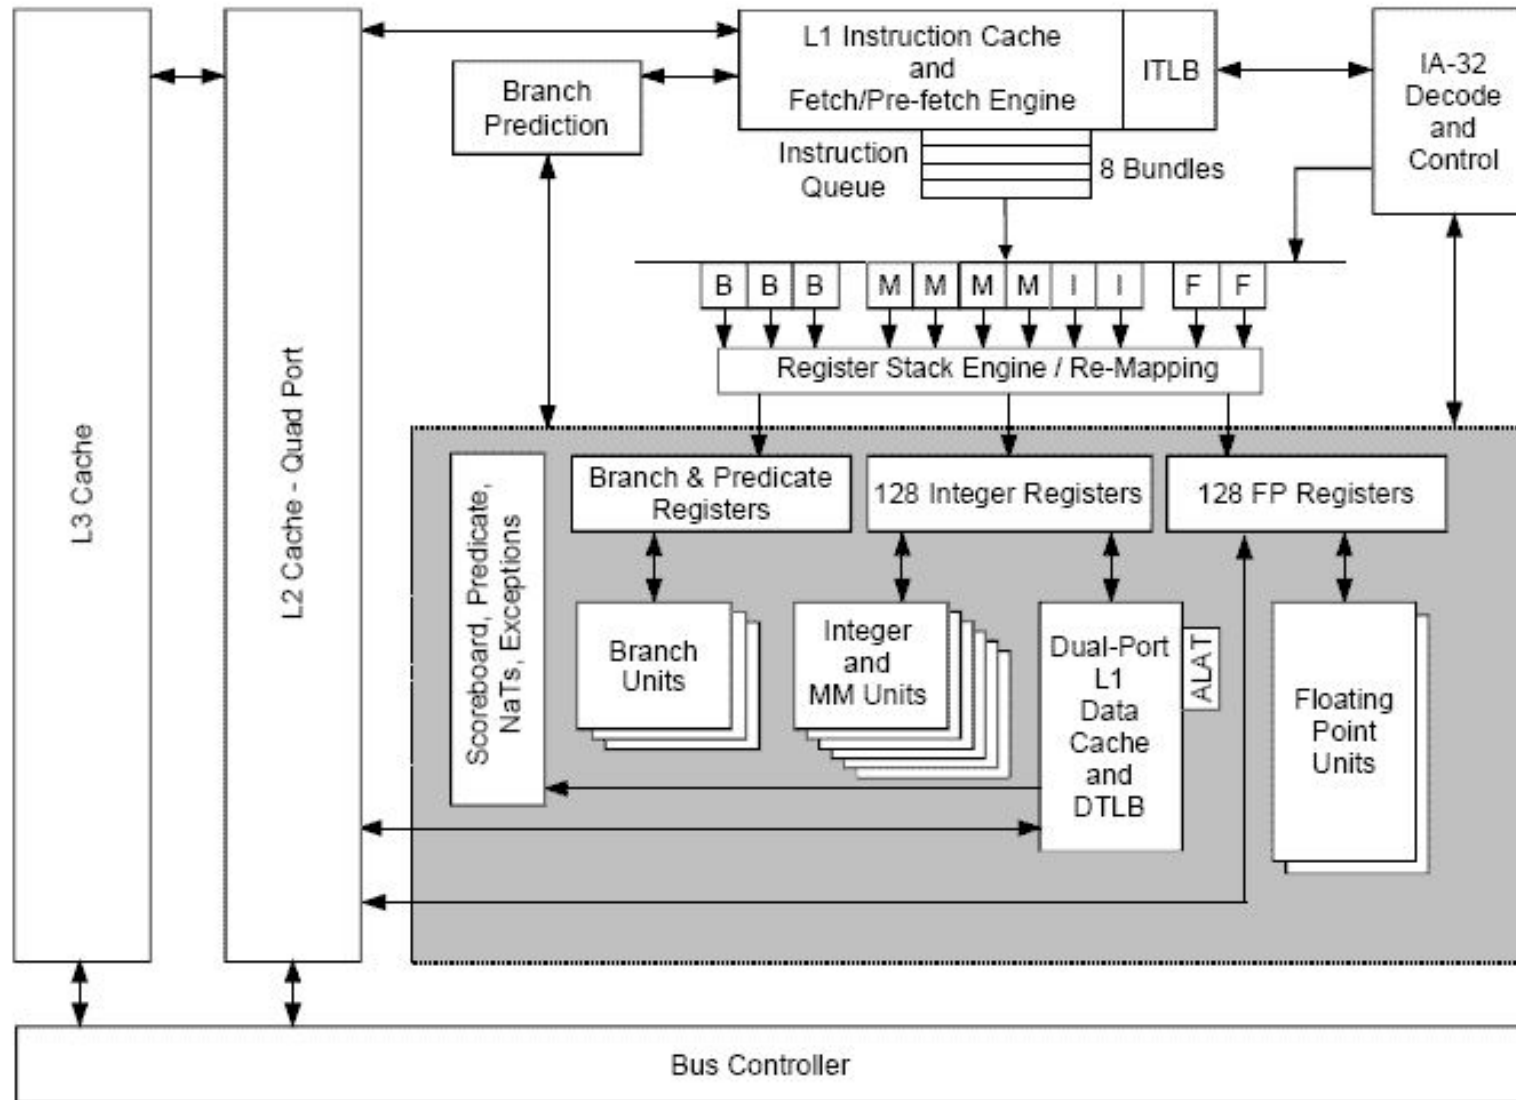 L1 Instruction Cache
and
Fetch/Pre-fetch Engine
ITLB
IA-32
Decode
and
Control
Branch
Prediction
Instruction
Queue
8 Bundles
B B B M M M M I I F F
Register Stack Engine / Re-Mapping
L3 Cache
L2 Cache - Quad Port
Scoreboard, Predicate,
NaTs, Exceptions
Branch & Predicate
Registers
128 Integer Registers
128 FP Registers
Branch
Units
Integer
and
MM Units
Dual-Port
L1
Data
Cache
and
DTLB
ALAT
Floating
Point
Units
Bus Controller